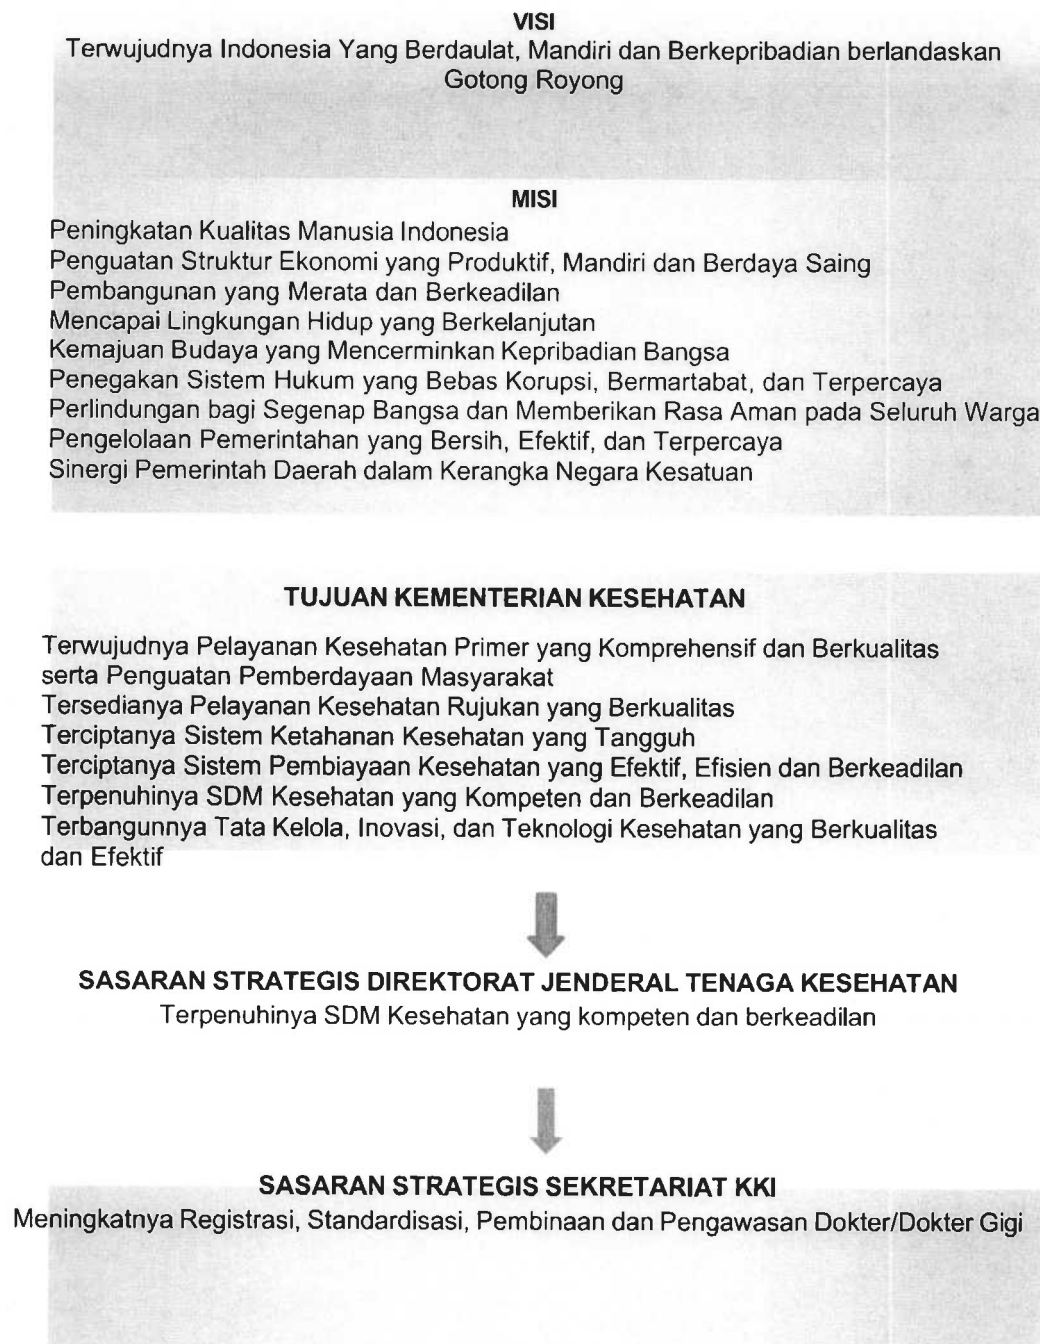 VISI
Terwujudnya Indonesia Yang Berdaulat, Mandiri dan Berkepribadian berlandaskan
Gotong Royong
MISI
Peningkatan Kualitas Manusia Indonesia
Penguatan Struktur Ekonomi yang Produktif, Mandiri dan Berdaya Saing
Pembangunan yang Merata dan Berkeadilan
Mencapai Lingkungan Hidup yang Berkelanjutan
Kemajuan Budaya yang Mencerminkan Kepribadian Bangsa
Penegakan Sistem Hukum yang Bebas Korupsi, Bermartabat, dan Terpercaya
Perlindungan bagi Segenap Bangsa dan Memberikan Rasa Aman pada Seluruh Warga
Pengelolaan Pemerintahan yang Bersih, Efektif, dan Terpercaya
Sinergi Pemerintah Daerah dalam Kerangka Negara Kesatuan
TUJUAN KEMENTERIAN KESEHATAN
Terwujudnya Pelayanan Kesehatan Primer yang Komprehensif dan Berkualitas
serta Penguatan Pemberdayaan Masyarakat
Tersedianya Pelayanan Kesehatan Rujukan yang Berkualitas
Terciptanya Sistem Ketahanan Kesehatan yang Tangguh
Terciptanya Sistem Pembiayaan Kesehatan yang Efektif, Efisien dan Berkeadilan
Terpenuhinya SDM Kesehatan yang Kompeten dan Berkeadilan
Terbangunnya Tata Kelola, Inovasi, dan Teknologi Kesehatan yang Berkualitas
dan Efektif
SASARAN STRATEGIS DIREKTORAT JENDERAL TENAGA KESEHATAN
Terpenuhinya SDM Kesehatan yang kompeten dan berkeadilan
SASARAN STRATEGIS SEKRETARIAT KKI
Meningkatnya Registrasi, Standardisasi, Pembinaan dan Pengawasan Dokter/Dokter Gigi